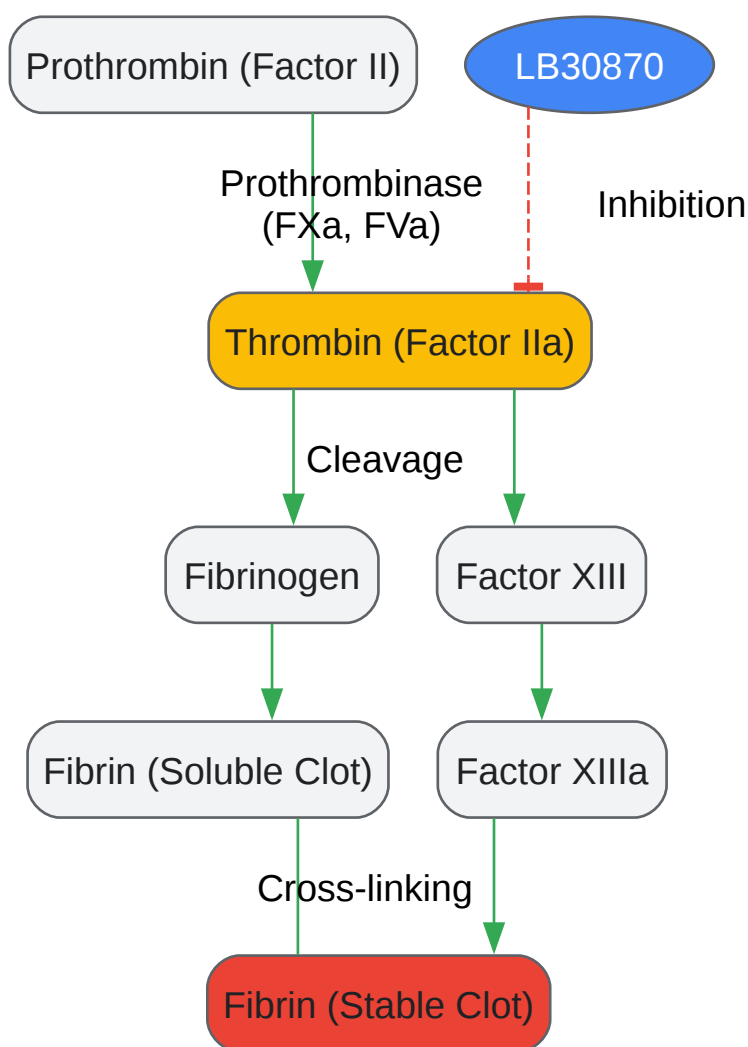 Prothrombin (Factor II)
LB30870
Prothrombinase
(FXa, FVa)
Inhibition
Thrombin (Factor IIa)
Cleavage
Fibrinogen
Factor XIII
Fibrin (Soluble Clot)
Factor XIIIa
Cross-linking
Fibrin (Stable Clot)